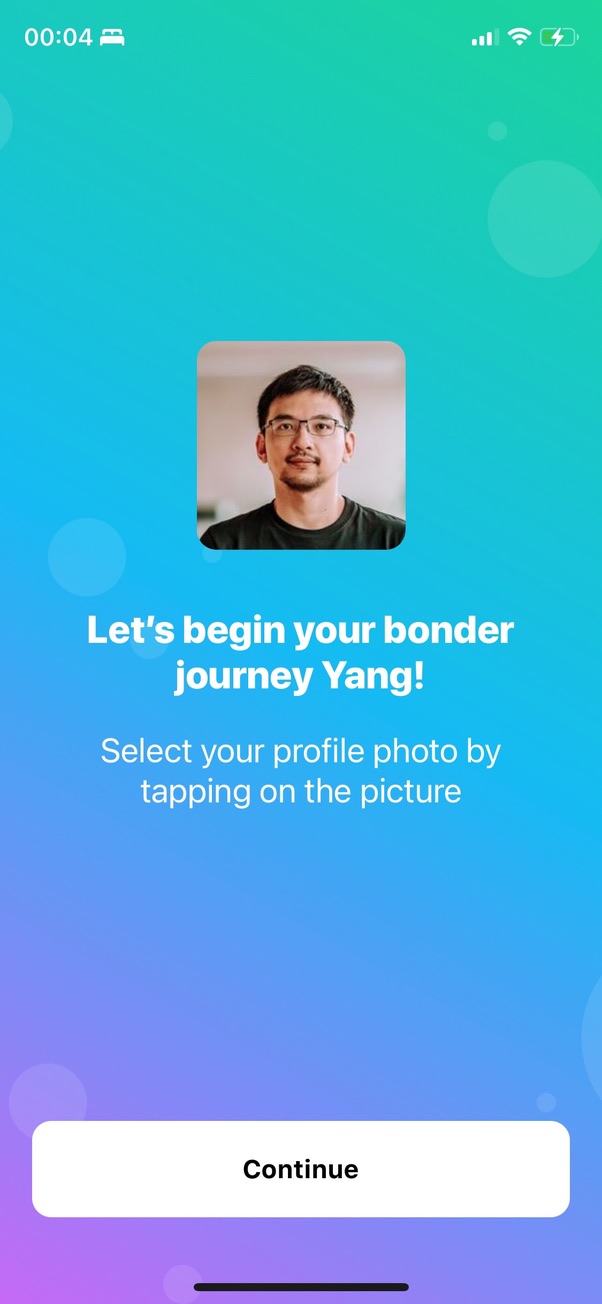 00:04
Let’s begin your bonder
journey Yang!
Select your profile photo by
tapping on the picture
Continue